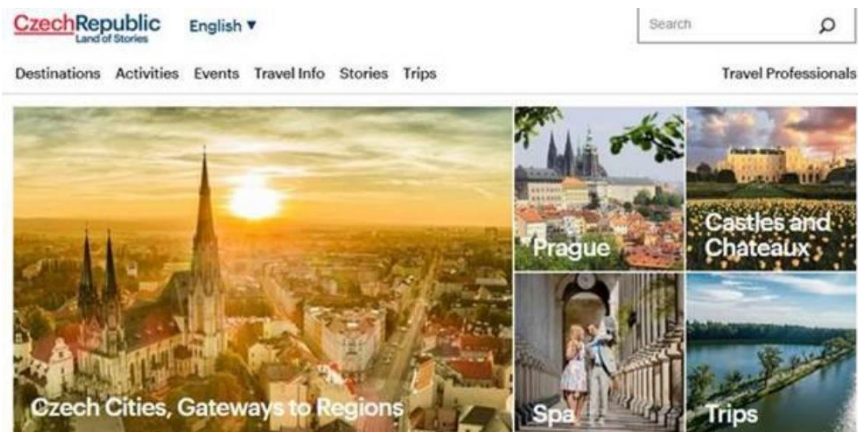 CzechRepublic
Land of Stories
English ▼
Search
Destinations Activities Events Travel Info Stories Trips
Travel Professionals
Czech Cities, Gateways to Regions
Prague
Castles and
Chateaux
Spa
Trips